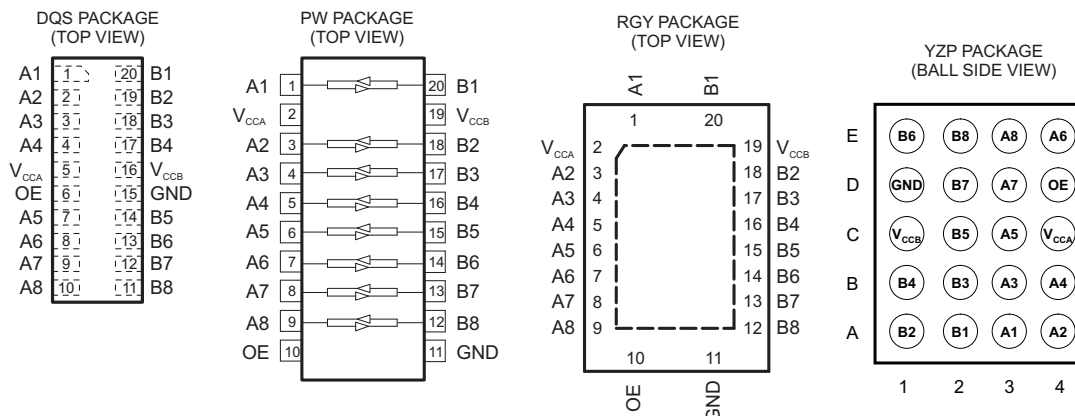 DQS PACKAGE
(TOP VIEW)
A1 1 20 B1
A2 2 19 B2
A3 3 18 B3
A4 4 17 B4
VCCA 5 16 VCCB
OE 6 15 GND
A5 7 14 B5
A6 8 13 B6
A7 9 12 B7
A8 10 11 B8
PW PACKAGE
(TOP VIEW)
A1 1 20 B1
VCCA 2 19 VCCB
A2 3 18 B2
A3 4 17 B3
A4 5 16 B4
A5 6 15 B5
A6 7 14 B6
A7 8 13 B7
A8 9 12 B8
OE 10 11 GND
RGY PACKAGE
(TOP VIEW)
A1 B1
1 20
VCCA 2 19 VCCB
A2 3 18 B2
A3 4 17 B3
A4 5 16 B4
A5 6 15 B5
A6 7 14 B6
A7 8 13 B7
A8 9 12 B8
10 11
OE GND
YZP PACKAGE
(BALL SIDE VIEW)
E B6 B8 A8 A6
D GND B7 A7 OE
C VCCB B5 A5 VCCA
B B4 B3 A3 A4
A B2 B1 A1 A2
1 2 3 4